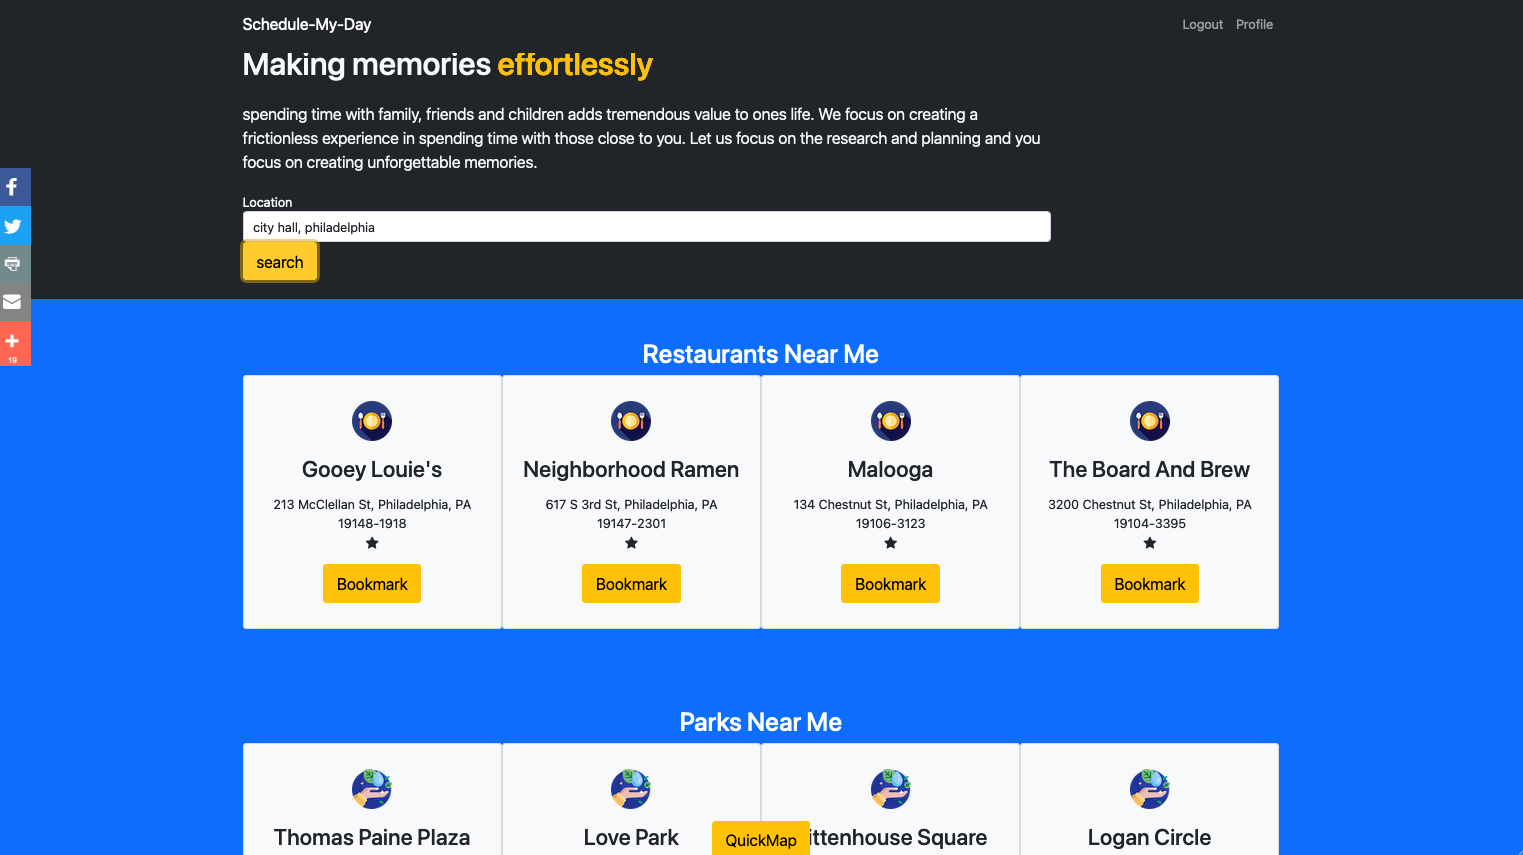 Schedule-My-Day
Logout Profile
Making memories effortlessly
spending time with family, friends and children adds tremendous value to ones life. We focus on creating a
frictionless experience in spending time with those close to you. Let us focus on the research and planning and you
focus on creating unforgettable memories.
Location
city hall, philadelphia
search
19
Restaurants Near Me
Gooey Louie's
213 McClellan St, Philadelphia, PA
19148-1918
Bookmark
Neighborhood Ramen
617 S 3rd St, Philadelphia, PA
19147-2301
Bookmark
Malooga
134 Chestnut St, Philadelphia, PA
19106-3123
Bookmark
The Board And Brew
3200 Chestnut St, Philadelphia, PA
19104-3395
Bookmark
Parks Near Me
Thomas Paine Plaza
Love Park
ittenhouse Square
Logan Circle
QuickMap